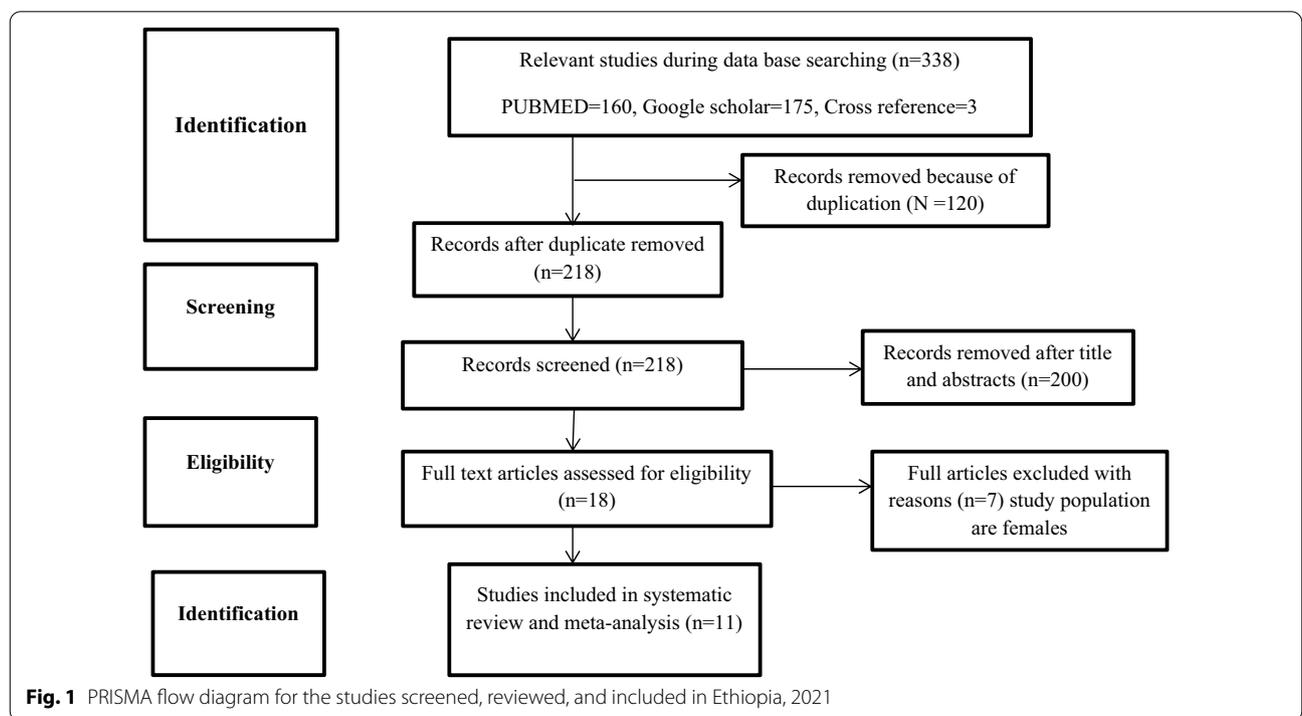 Identification
Relevant studies during data base searching (n=338)
PUBMED=160, Google scholar=175, Cross reference=3
Records removed because of
duplication (N =120)
Records after duplicate removed
(n=218)
Screening
Records screened (n=218)
Records removed after title
and abstracts (n=200)
Eligibility
Full text articles assessed for eligibility
(n=18)
Full articles excluded with
reasons (n=7) study population
are females
Identification
Studies included in systematic
review and meta-analysis (n=11)
Fig. 1 PRISMA flow diagram for the studies screened, reviewed, and included in Ethiopia, 2021